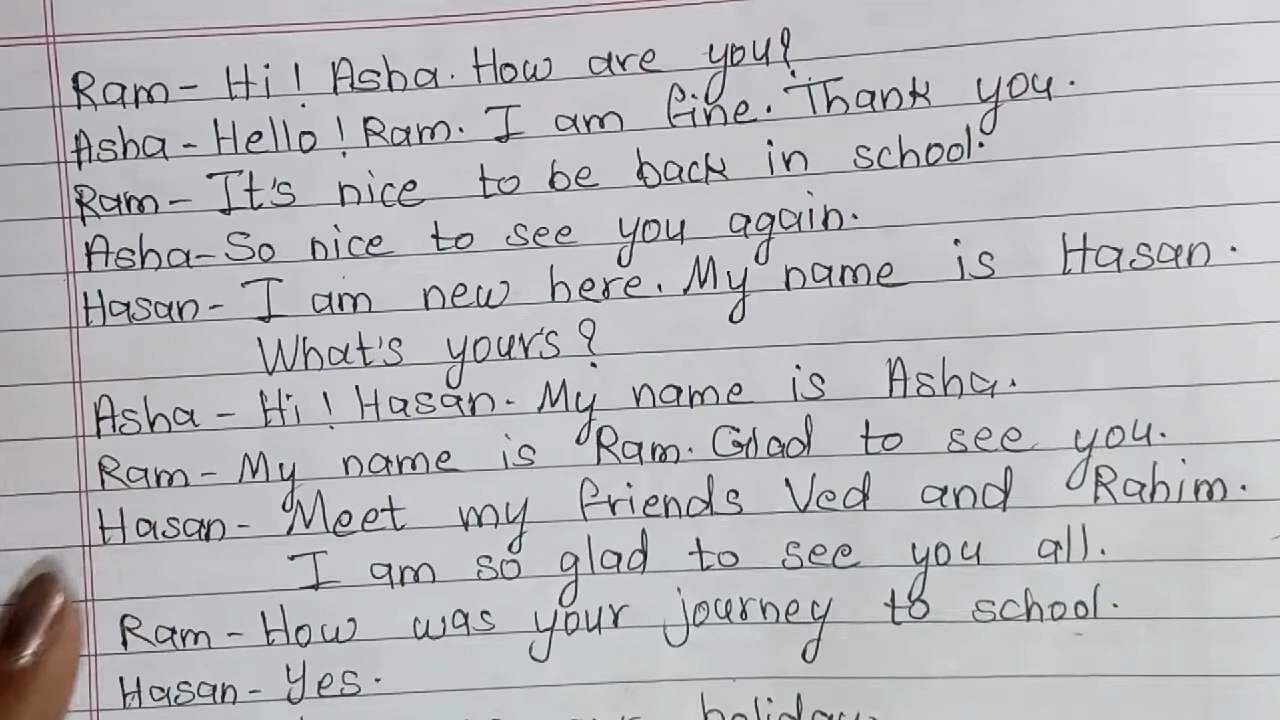 Ram- Hi! Asha. How are you?
Asha- Hello! Ram. I am fine. Thank you.
Ram- It's nice to be back in school.
Asha- So nice to see you again.
Hasan- I am new here. My name is Hasan.
What's your's?
Asha - Hi! Hasan. My name is Asha.
Ram- My name is Ram. Glad to see you.
Hasan- Meet my friends Ved and Rahim.
I am so glad to see you all.
Ram- How was your journey to school.
Hasan- Yes.
holiday.